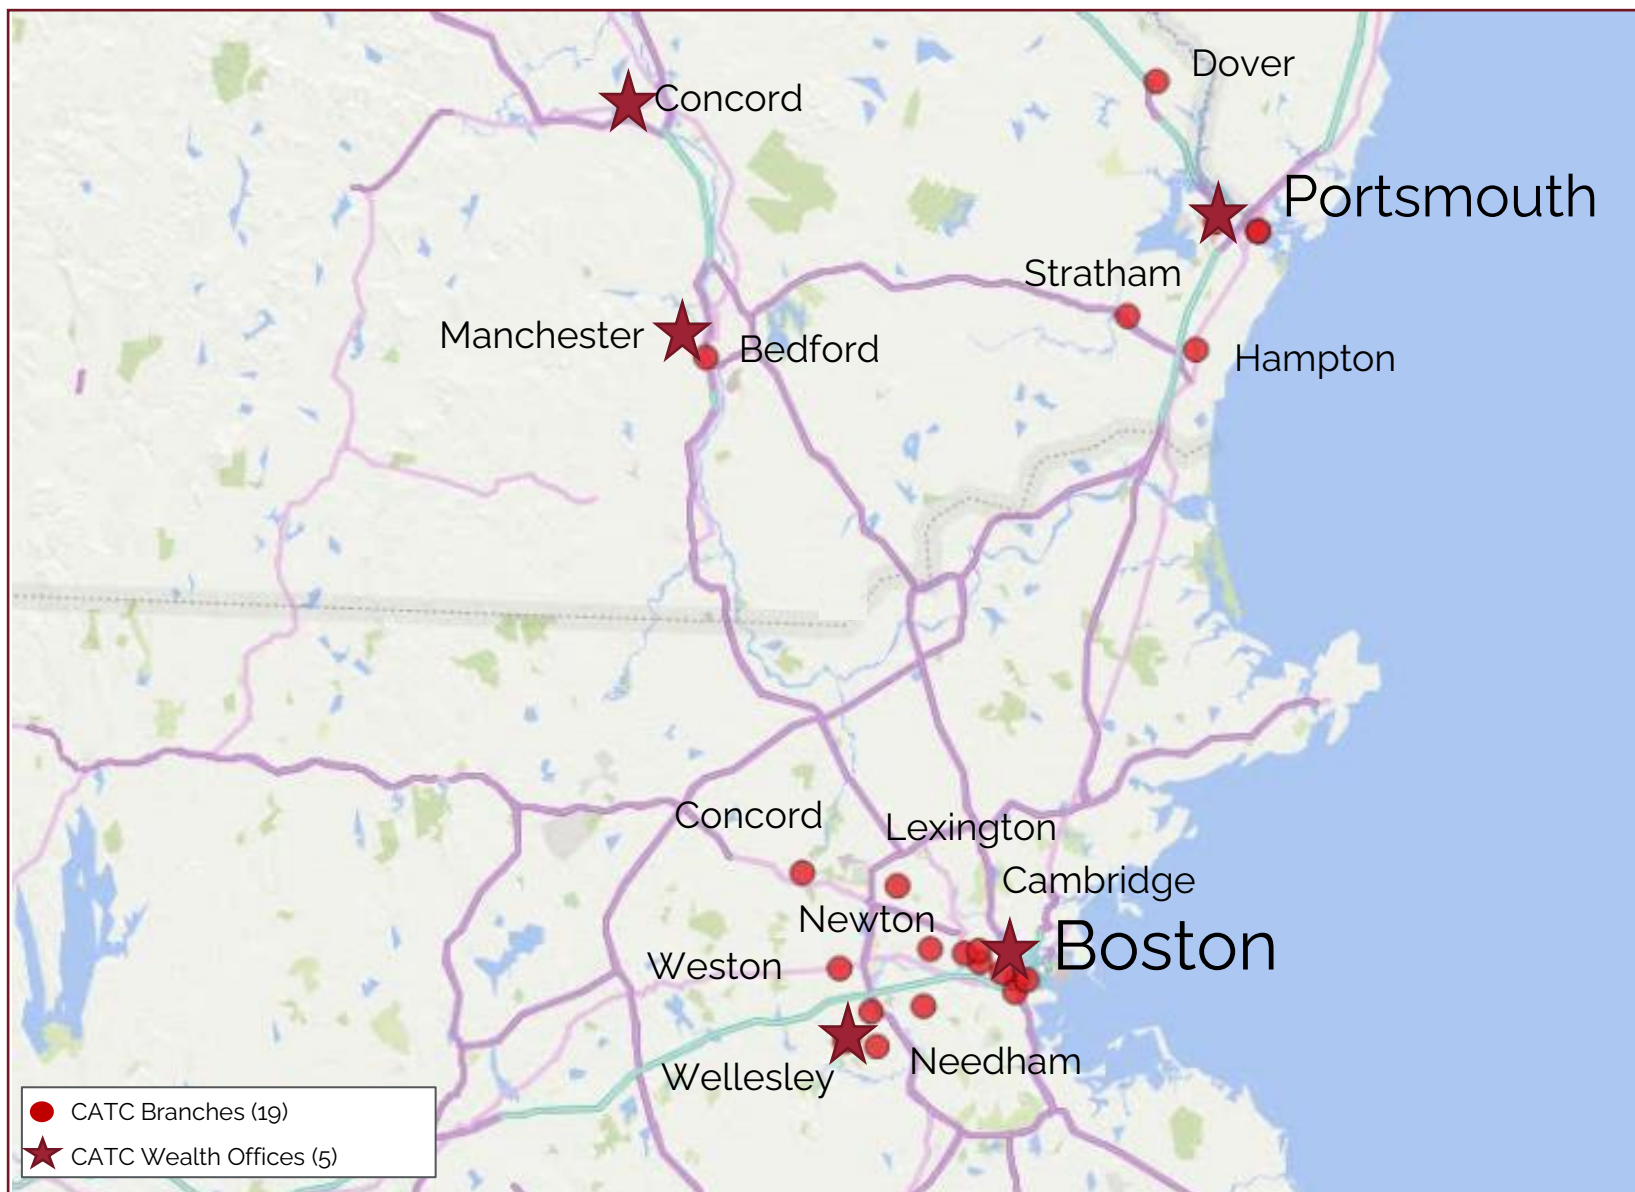 Dover
Concord
Portsmouth
Stratham
Manchester
Bedford
Hampton
Concord
Lexington
Cambridge
Newton
Boston
Weston
Needham
Wellesley
CATC Branches (19)
CATC Wealth Offices (5)